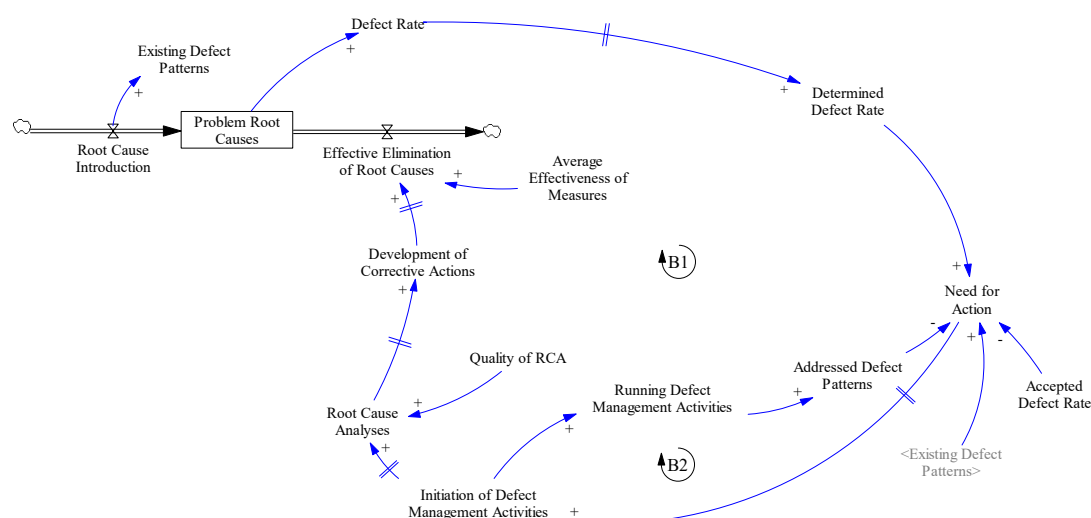 Defect Rate
+
Existing Defect
Patterns
+
Problem Root
Causes
Root Cause
Introduction
Effective Elimination
of Root Causes
+
+
Average
Effectiveness of
Measures
+
Determined
Defect Rate
Development of
Corrective Actions
+
B1
+
Need for
Action
-
+
-
Quality of RCA
+
Root Cause
Analyses
+
Running Defect
Management Activities
+
+
Addressed Defect
Patterns
Accepted
Defect Rate
<Existing Defect
Patterns>
B2
Initiation of Defect
Management Activities
+